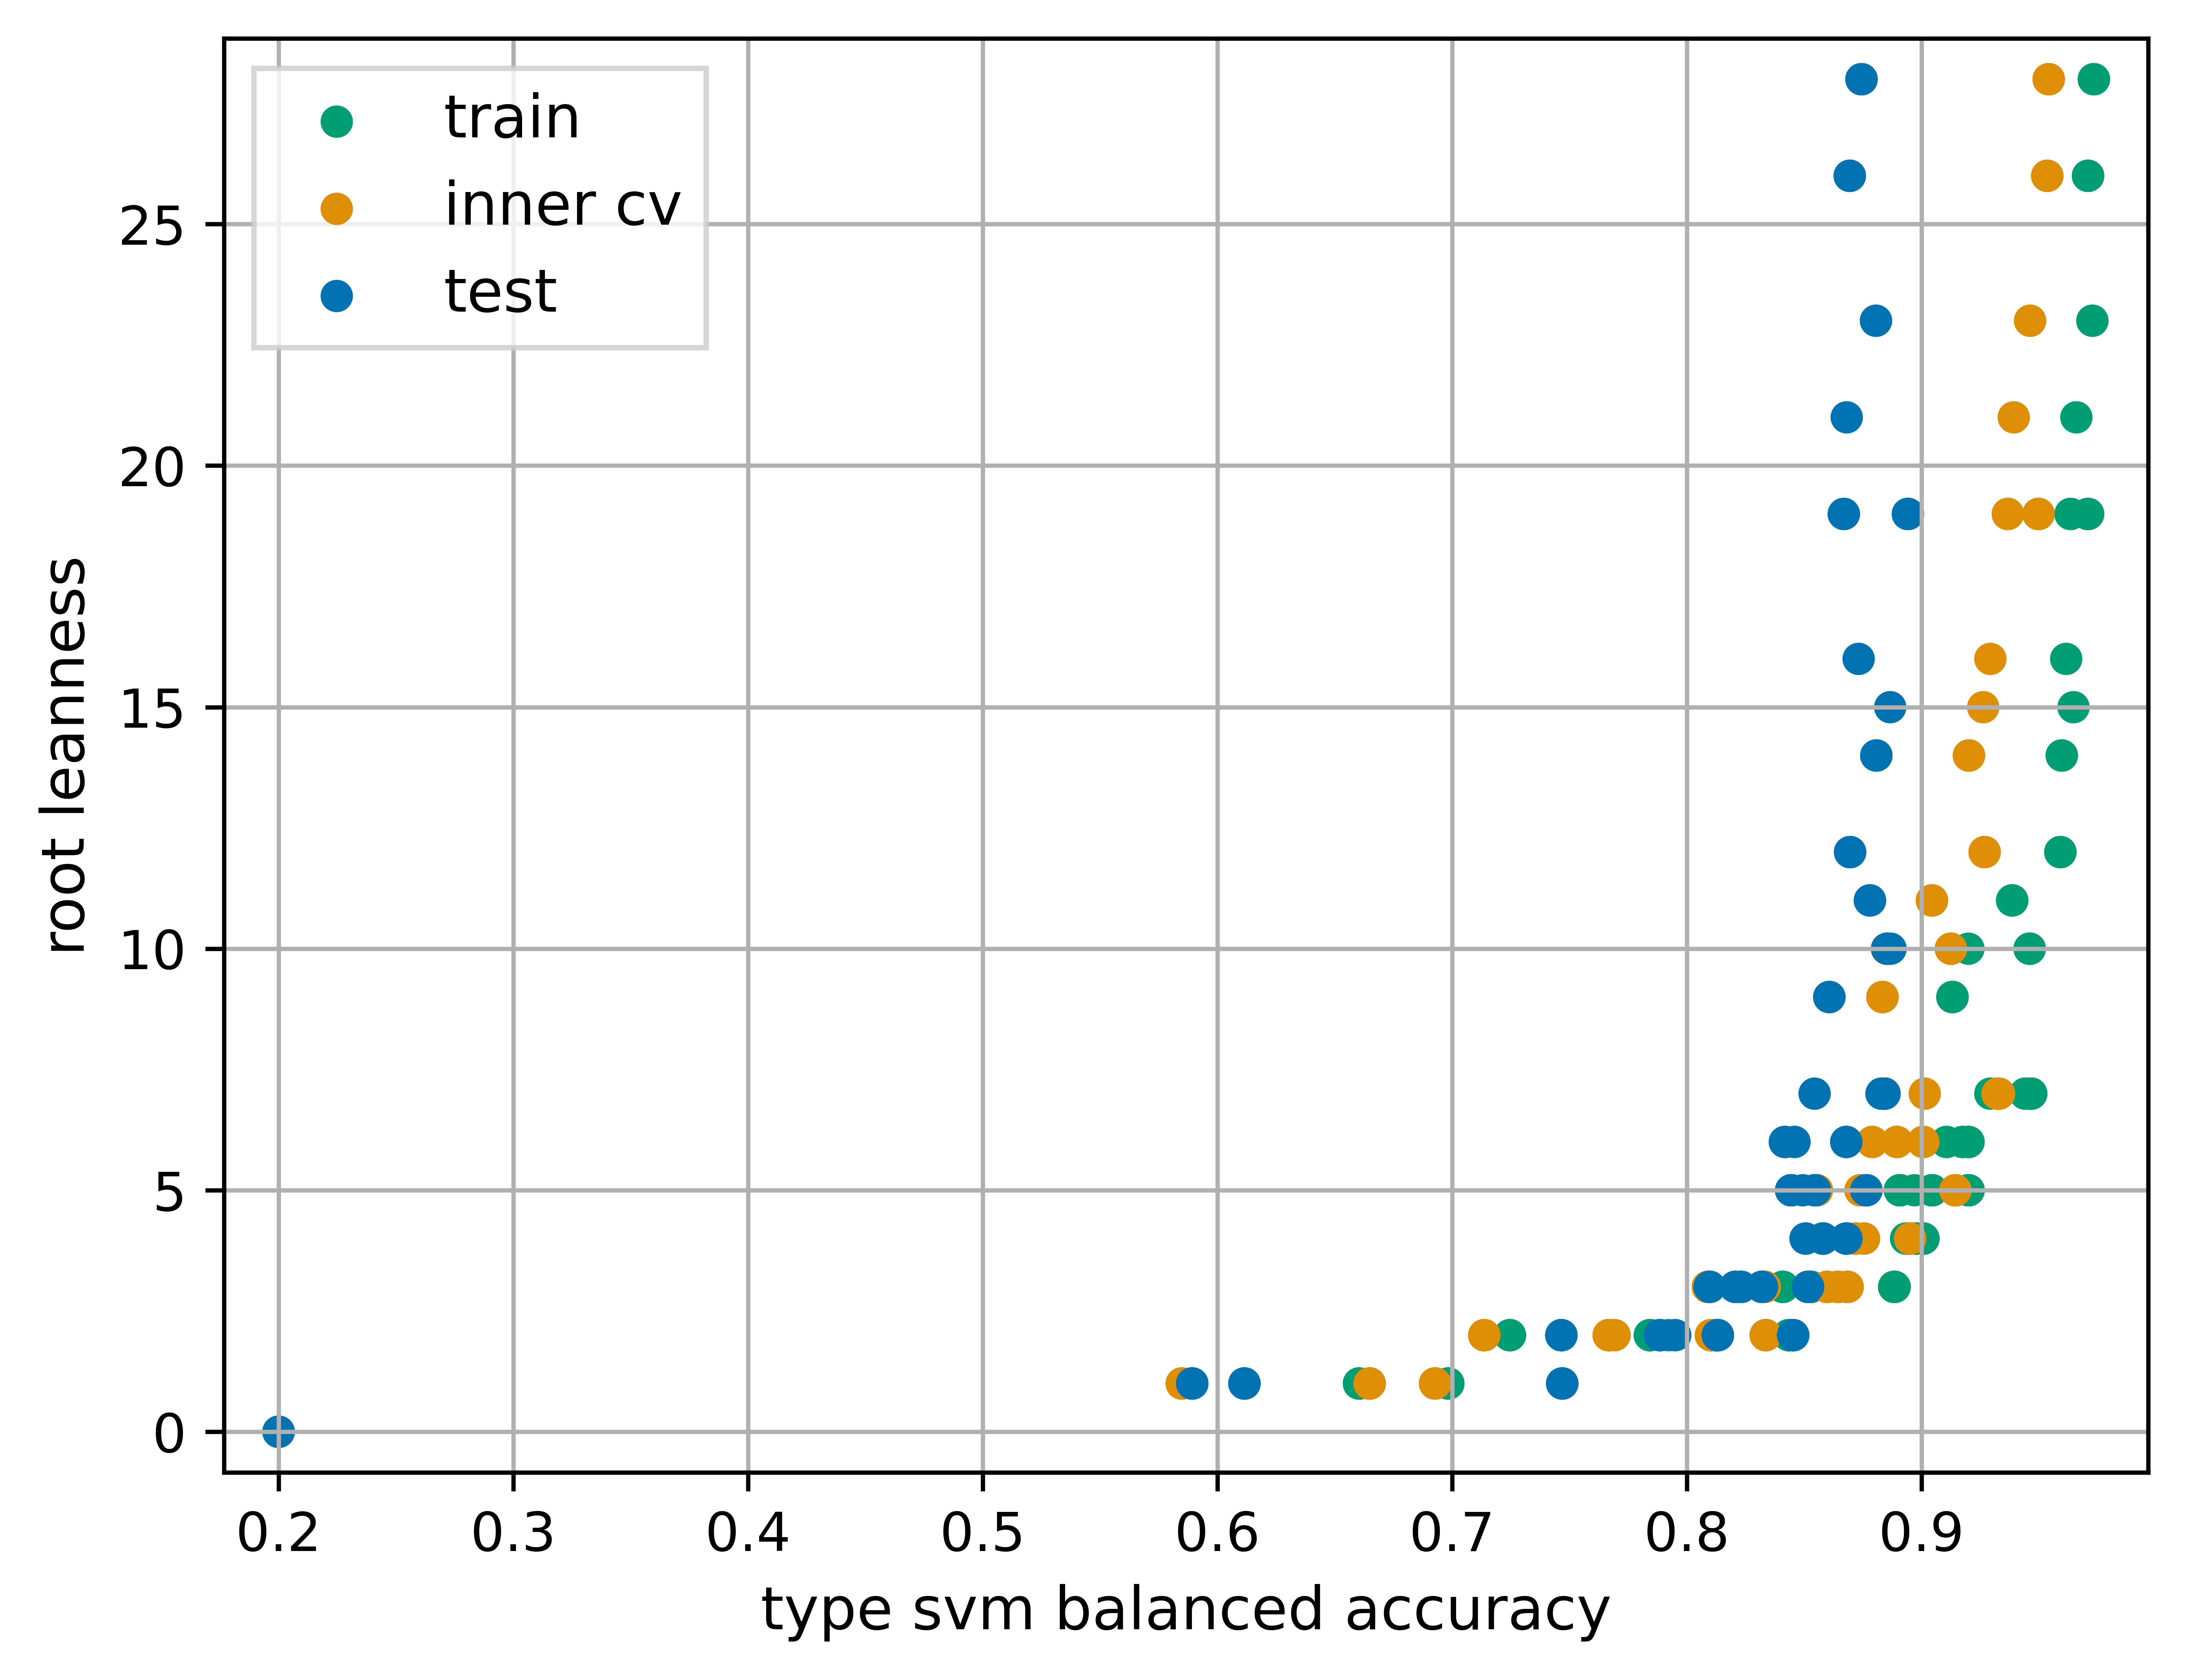 train
inner cv
test
25
20
15
10
5
0
root leanness
0.2 0.3 0.4 0.5 0.6 0.7 0.8 0.9
type svm balanced accuracy